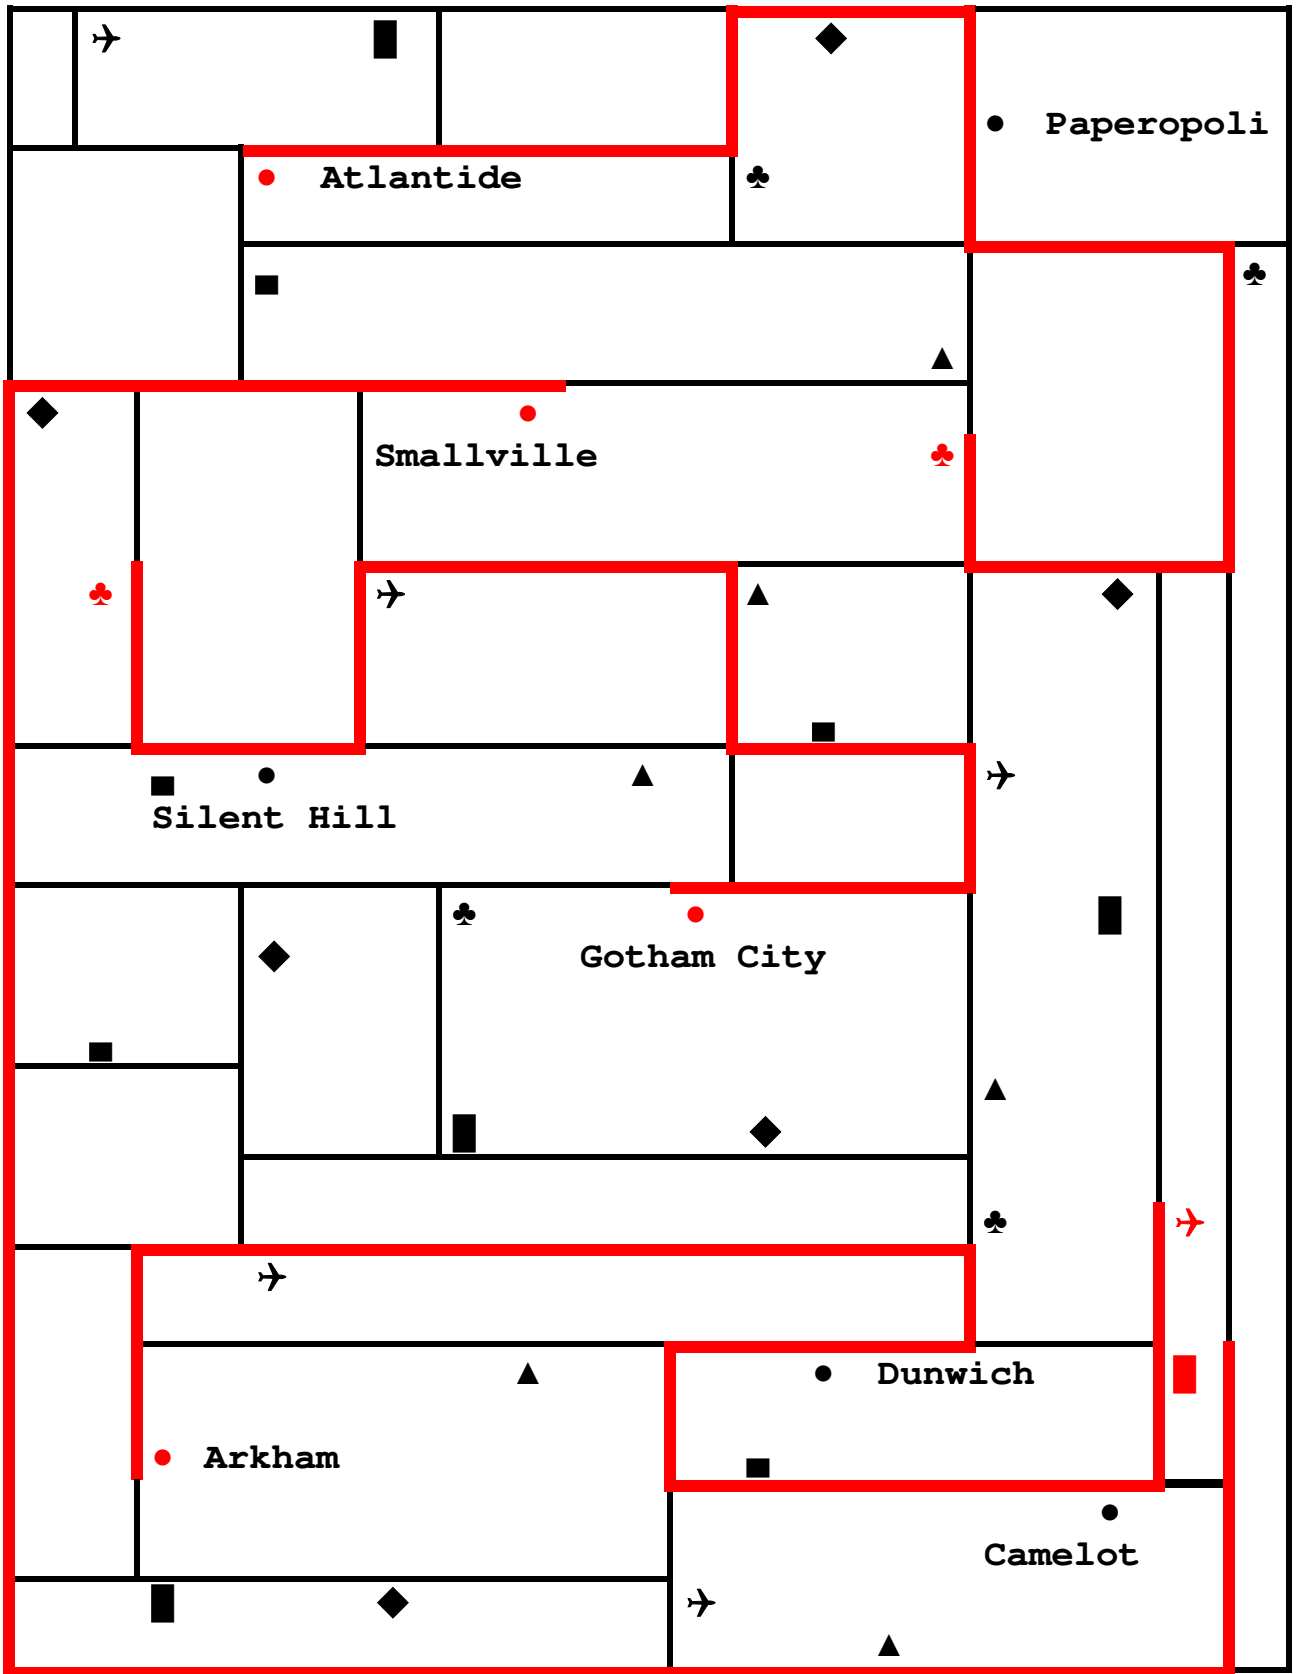 Paperopoli
Atlantide
Smallville
Silent Hill
Gotham City
Dunwich
Arkham
Camelot